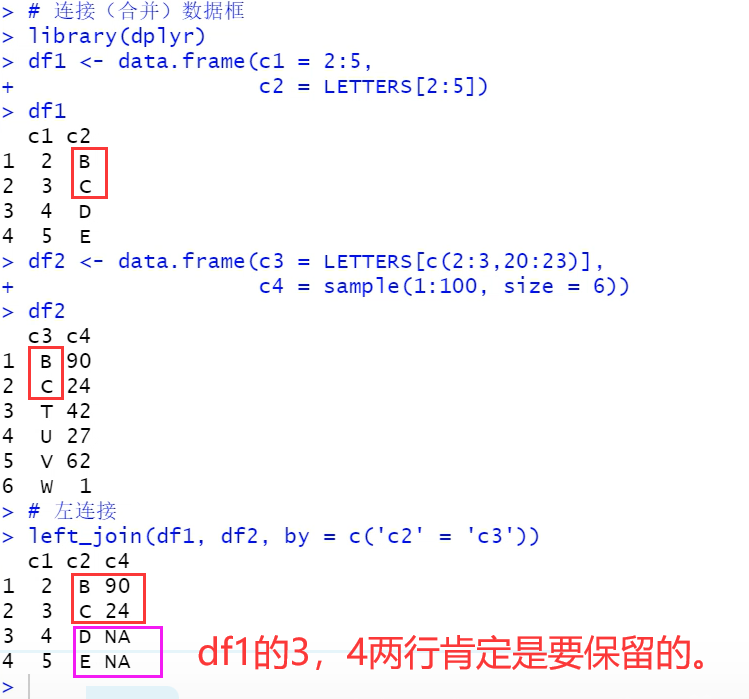 > # 连接（合并）数据框
> library(dplyr)
> df1 <- data.frame(c1 = 2:5,
+                   c2 = LETTERS[2:5])
> df1
  c1 c2
1  2  B
2  3  C
3  4  D
4  5  E
> df2 <- data.frame(c3 = LETTERS[c(2:3,20:23)],
+                   c4 = sample(1:100, size = 6))
> df2
  c3 c4
1  B 90
2  C 24
3  T 42
4  U 27
5  V 62
6  W  1
> # 左连接
> left_join(df1, df2, by = c('c2' = 'c3'))
  c1 c2 c4
1  2  B 90
2  3  C 24
3  4  D NA
4  5  E NA
df1的3，4两行肯定是要保留的。
>